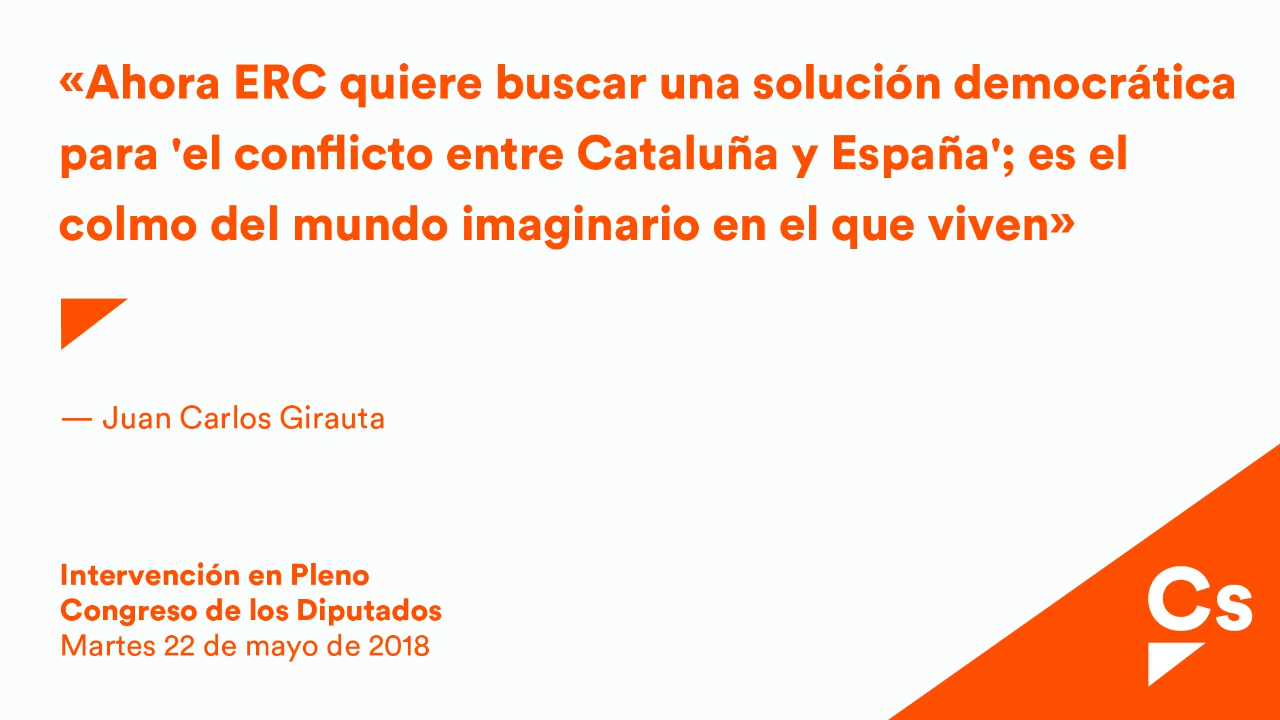 «Ahora ERC quiere buscar una solución democrática
para 'el conflicto entre Cataluña y España'; es el
colmo del mundo imaginario en el que viven»
— Juan Carlos Girauta
Intervención en Pleno
Congreso de los Diputados
Martes 22 de mayo de 2018
Cs